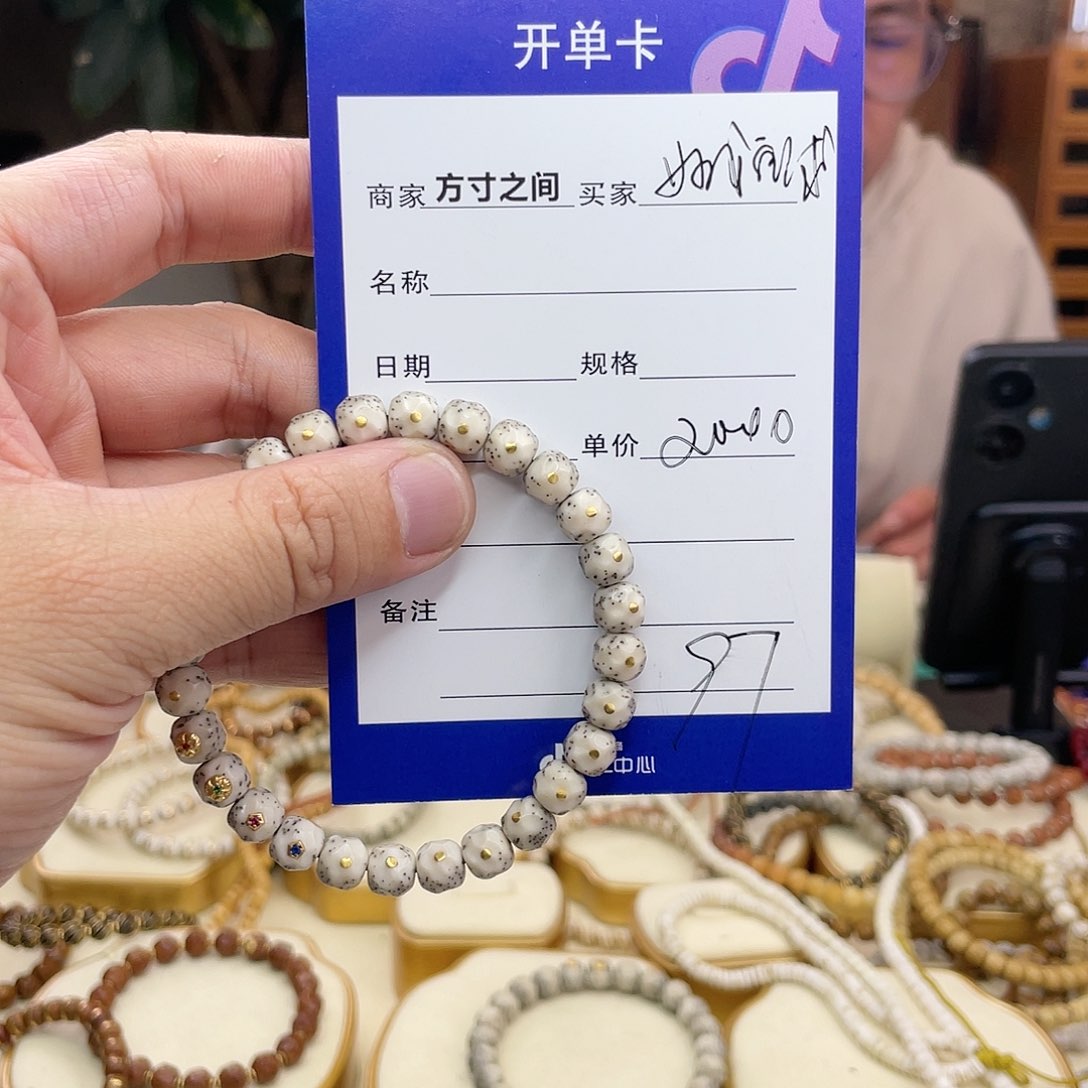 开单卡
商家 方寸之间 买家
名称
日期 规格
单价 2000
备注
97
中心